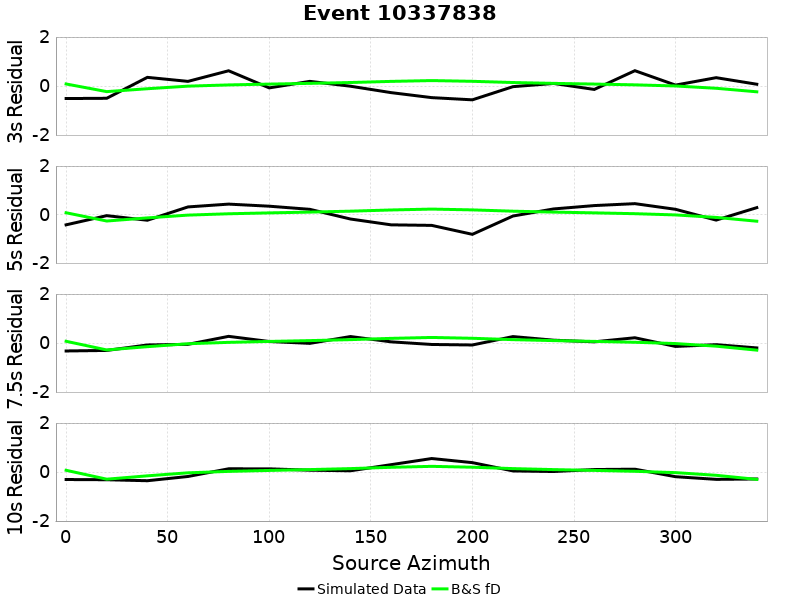 Event 10337838
3s Residual
2
0
-2
5s Residual
2
0
-2
7.5s Residual
2
0
-2
10s Residual
2
0
-2
0 50 100 150 200 250 300
Source Azimuth
Simulated Data B&S fD